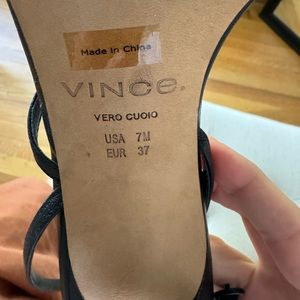 Made in China
VINCe.
VERO CUOIO
USA 7M
EUR 37